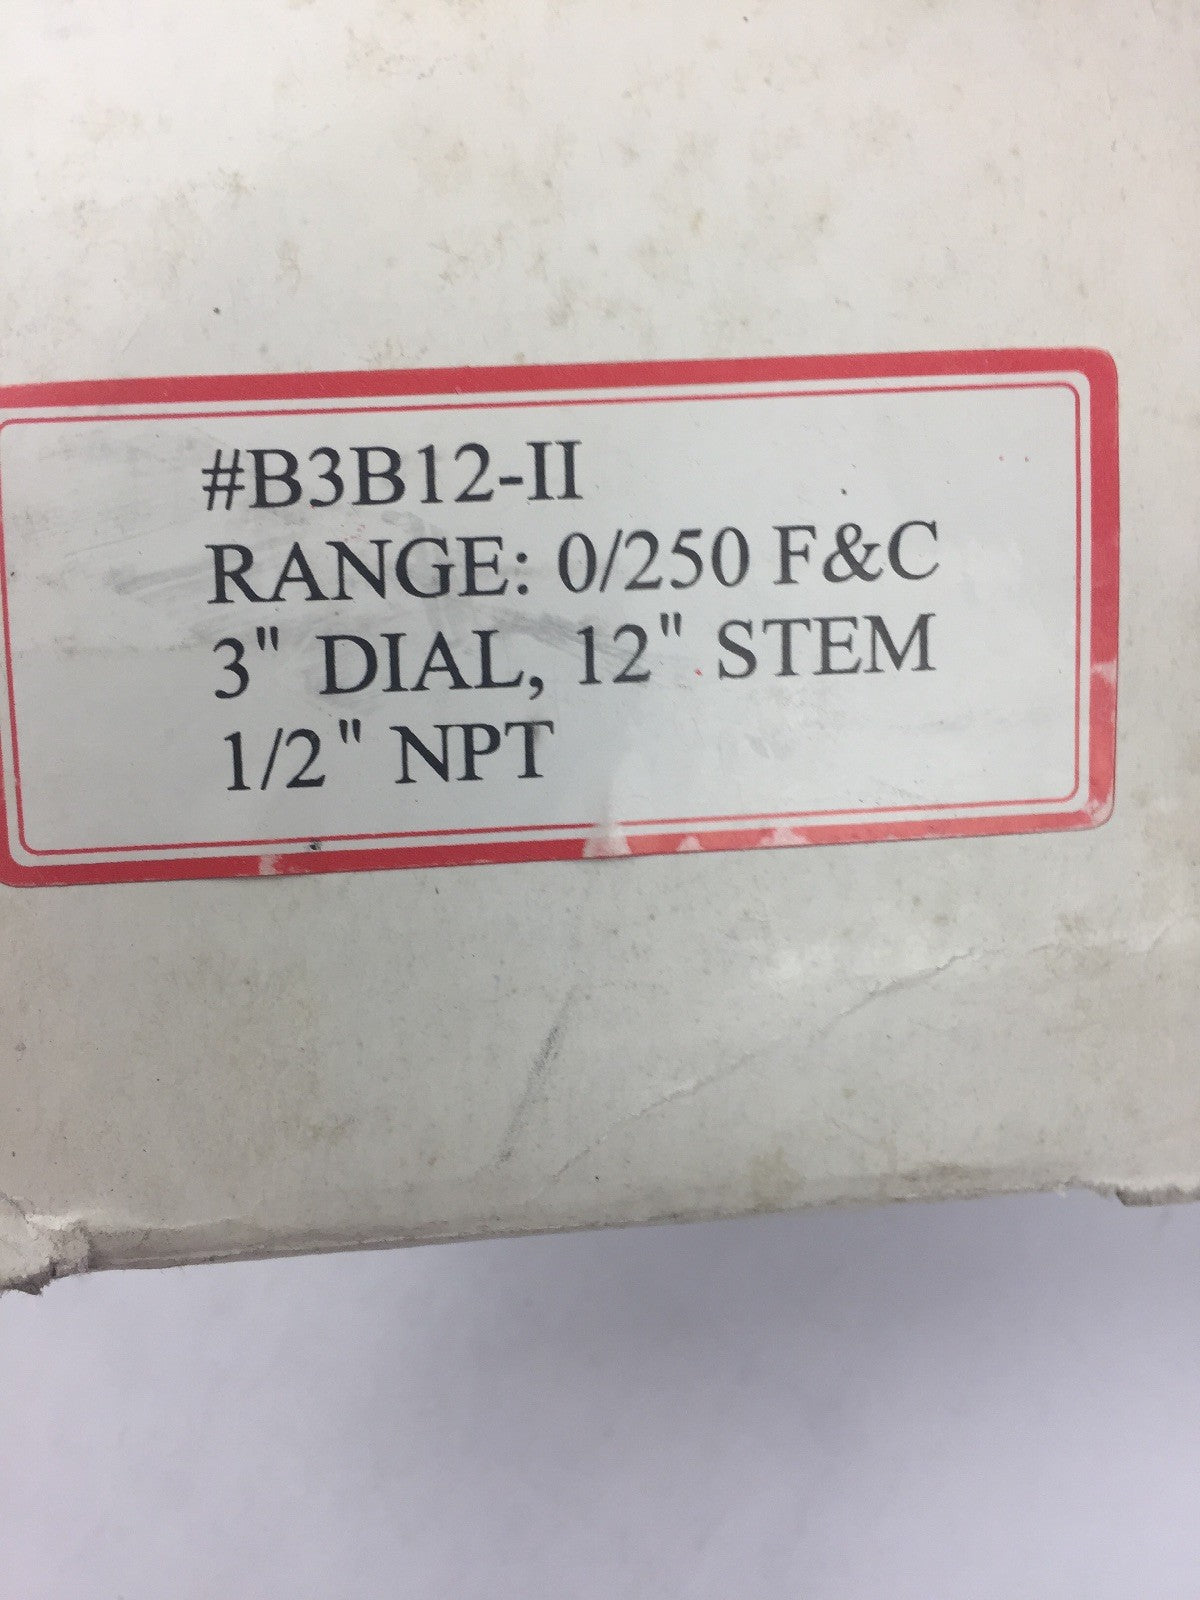 #B3B12-II
RANGE: 0/250 F&C
3" DIAL, 12" STEM
1/2" NPT